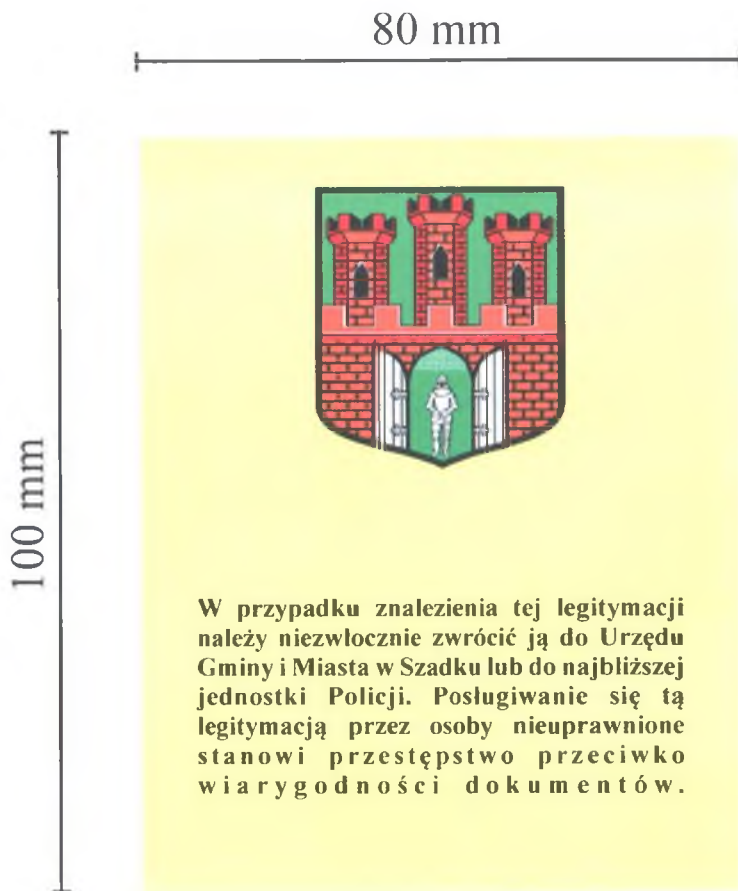 80 mm
100 mm
W przypadku znalezienia tej legitymacji
należy niezwłocznie zwrócić ją do Urzędu
Gminy i Miasta w Szadku lub do najbliższej
jednostki Policji. Posługiwanie się tą
legitymacją przez osoby nieuprawnione
stanowi przestępstwo przeciwko
wiarygodności dokumentów.